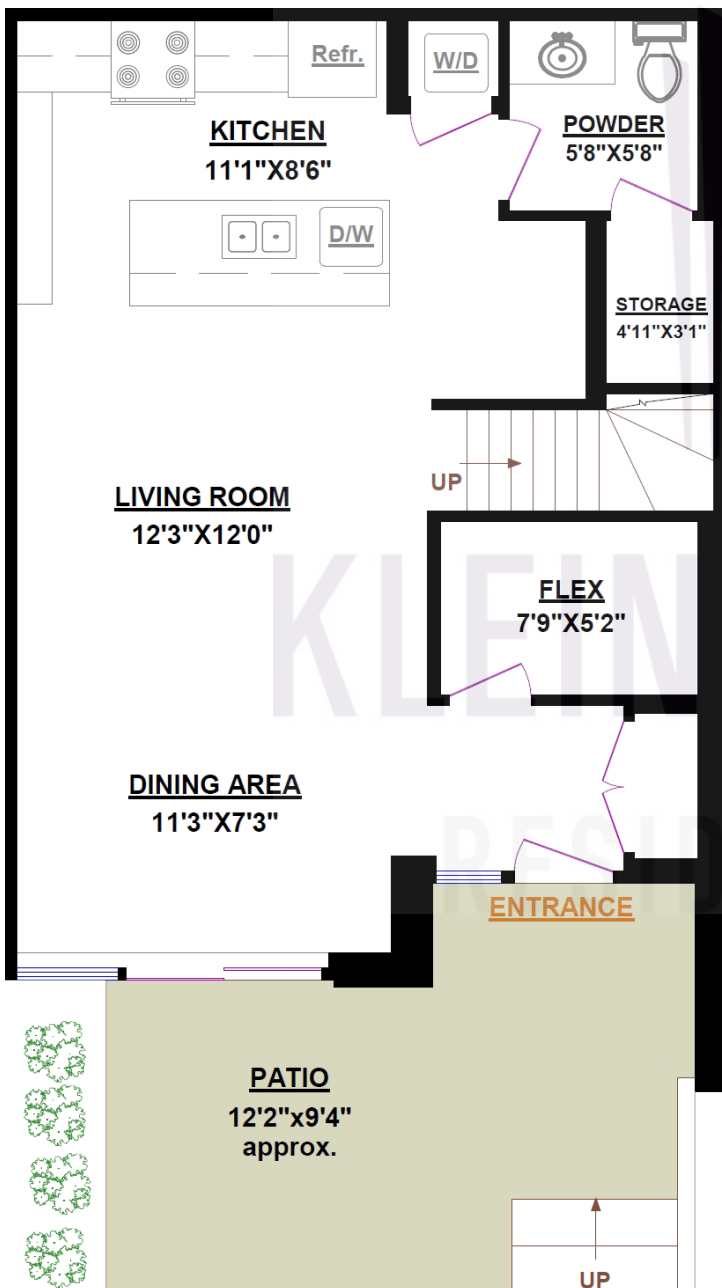 Refr.
W/D
KITCHEN
11'1"X8'6"
POWDER
5'8"X5'8"
D/W
STORAGE
4'11"X3'1"
UP
LIVING ROOM
12'3"X12'0"
FLEX
7'9"X5'2"
KLEIN
DINING AREA
11'3"X7'3"
RESID
ENTRANCE
PATIO
12'2"x9'4"
approx.
UP